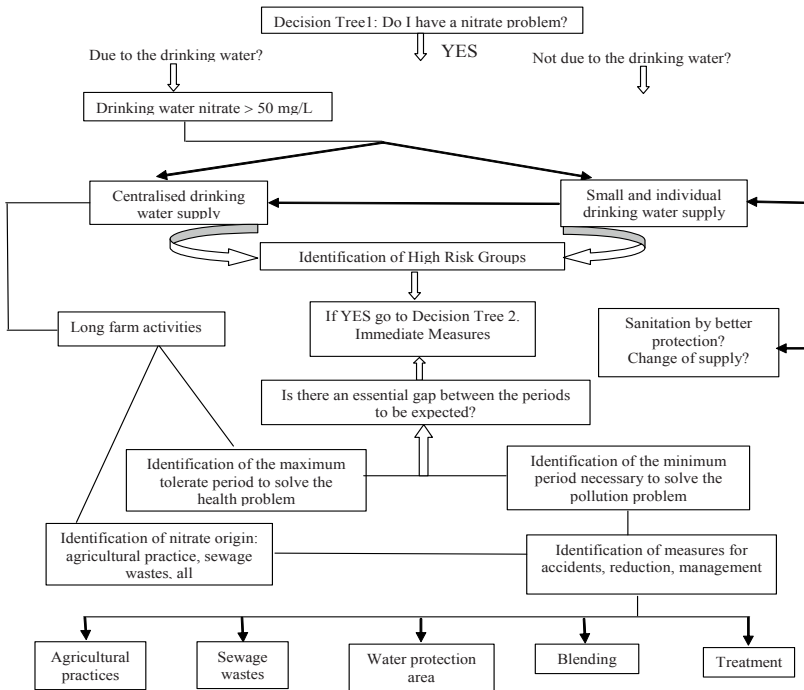 Decision Tree1: Do I have a nitrate problem?
Due to the drinking water?
YES
Not due to the drinking water?
Drinking water nitrate > 50 mg/L
Centralised drinking
water supply
Small and individual
drinking water supply
Identification of High Risk Groups
Long farm activities
If YES go to Decision Tree 2.
Immediate Measures
Sanitation by better
protection?
Change of supply?
Is there an essential gap between the periods
to be expected?
Identification of the maximum
tolerate period to solve the
health problem
Identification of the minimum
period necessary to solve the
pollution problem
Identification of nitrate origin:
agricultural practice, sewage
wastes, all
Identification of measures for
accidents, reduction, management
Agricultural
practices
Sewage
wastes
Water protection
area
Blending
Treatment